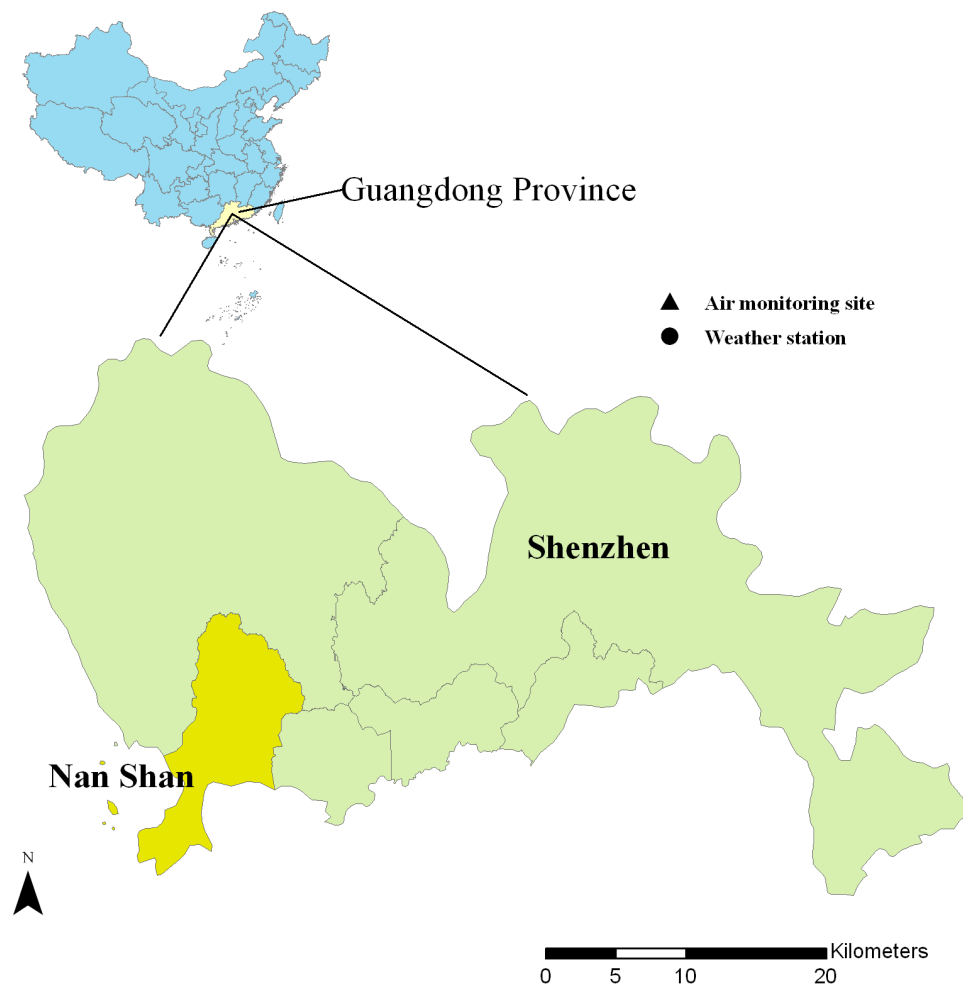 Guangdong Province
Air monitoring site
Weather station
Shenzhen
Nan Shan
N
Kilometers
0 5 10 20